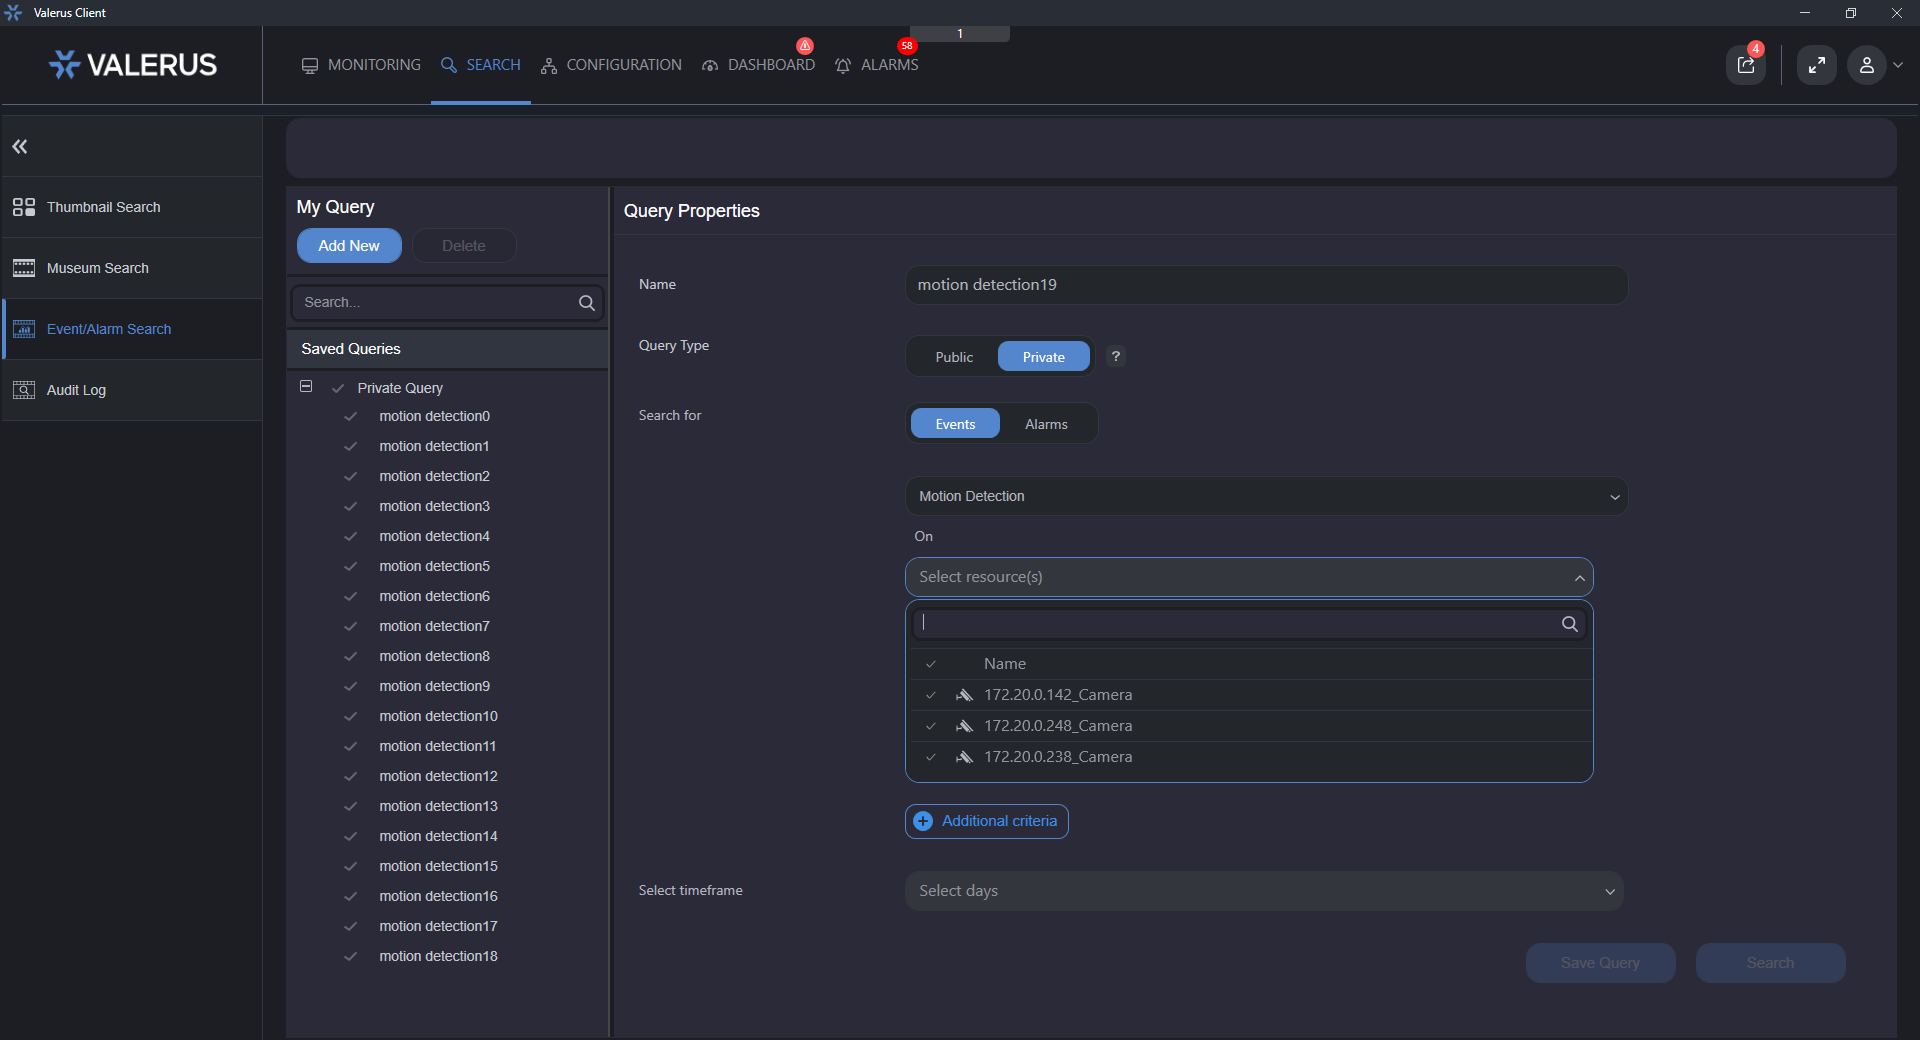 Valerus Client
1
VALERUS
MONITORING
SEARCH
CONFIGURATION
DASHBOARD
58
ALARMS
4
Thumbnail Search
Museum Search
Event/Alarm Search
Audit Log
My Query
Add New
Delete
Search...
Saved Queries
Private Query
motion detection0
motion detection1
motion detection2
motion detection3
motion detection4
motion detection5
motion detection6
motion detection7
motion detection8
motion detection9
motion detection10
motion detection11
motion detection12
motion detection13
motion detection14
motion detection15
motion detection16
motion detection17
motion detection18
Query Properties
Name
motion detection19
Query Type
Public
Private
?
Search for
Events
Alarms
Motion Detection
On
Select resource(s)
Name
172.20.0.142_Camera
172.20.0.248_Camera
172.20.0.238_Camera
Additional criteria
Select timeframe
Select days
Save Query
Search